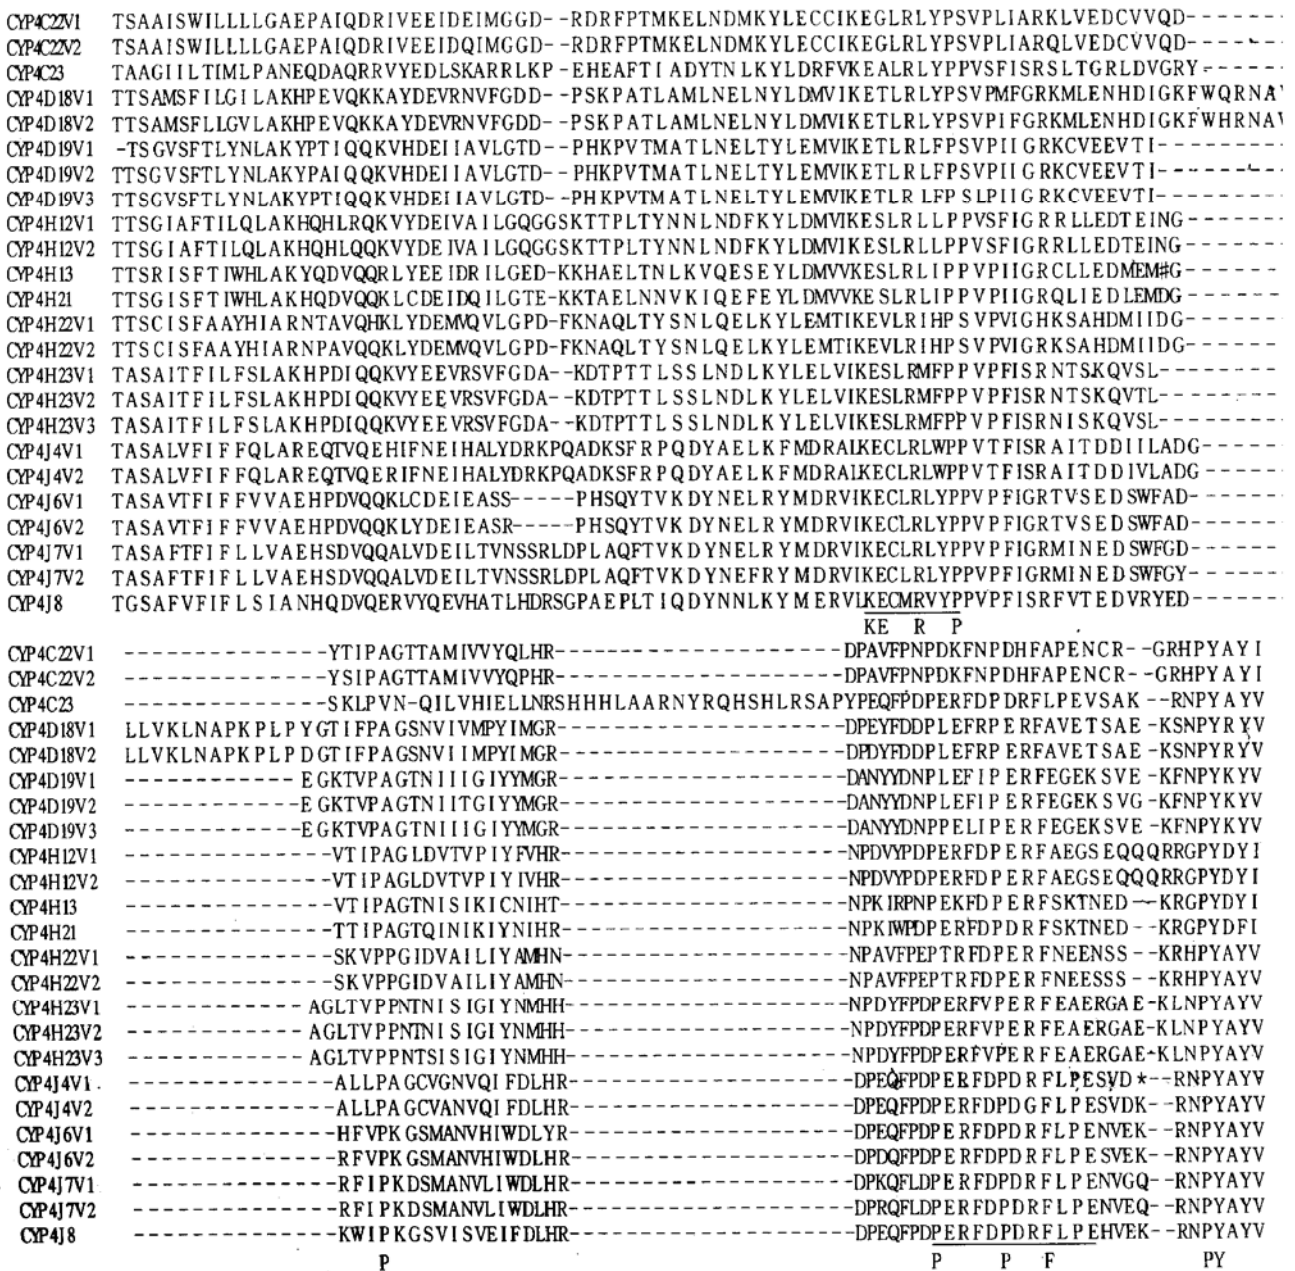 CYP4C22V1 TSAAISWILLLLGAEPAIQDRIVEEIDEIMGGD--RDRFPTMKELNDMKYLECCIKEGLRLYPSVPLIARKLVEDCVVQD------
CYP4C22V2 TSAAISWILLLLGAEPAIQDRIVEEIDQIMGGD--RDRFPTMKELNDMKYLECCIKEGLRLYPSVPLIARQLVEDCVVQD------
CYP4C23 TAAGIILTIMLPANEQDAQRRVYEDLSKARRLKP-EHEAFTIADYTNLKYLDRFVKEALRLYPPVSFISRSLTGRLDVGRY-----
CYP4D18V1 TTSAMSFILGILAKHPEVQKKAYDEVRNVFGDD--PSKPATLAMLNELNYLDMVIKETLRLYPSVPMFGRKMLENHDIGKFWQRNAV
CYP4D18V2 TTSAMSFLLGVLAKHPEVQKKAYDEVRNVFGDD--PSKPATLAMLNELNYLDMVIKETLRLYPSVPIFGRKMLENHDIGKFWHRNAV
CYP4D19V1 -TSGVSFTLYNLAKYPTIQQKVHDEIIAVLGTD--PHKPVTMATLNELTYLEMVIKETLRLFPSVPIIGRKCVEEVTI--------
CYP4D19V2 TTSGVSFTLYNLAKYPAIQQKVHDEIIAVLGTD--PHKPVTMATLNELTYLEMVIKETLRLFPSVPIIGRKCVEEVTI--------
CYP4D19V3 TTSGVSFTLYNLAKYPTIQQKVHDEIIAVLGTD--PHKPVTMATLNELTYLEMVIKETLRLFPSLPIIGRKCVEEVTI--------
CYP4H12V1 TTSGIAFTILQLAKHQHLRQKVYDEIVAILGQGGSKTTPLTYNNLNDFKYLDMVIKESLRLLPPVSFIGRRLLEDTEING------
CYP4H12V2 TTSGIAFTILQLAKHQHLQQKVYDEIVAILGQGGSKTTPLTYNNLNDFKYLDMVIKESLRLLPPVSFIGRRLLEDTEING------
CYP4H13 TTSRISFTIWHLAKYQDVQQRLYEEIDRILGED-KKHAELTNLKVQESEYLDMVVKESLRLIPPVPIIGRCLLEDMEM#G------
CYP4H21 TTSGISFTIWHLAKHQDVQQKLCDEIDQILGTE-KKTAELNNVKIQEFEYLDMVVKESLRLIPPVPIIGRQLIEDLEMDG------
CYP4H22V1 TTSCISFAAYHIARNTAVQHKLYDEMVQVLGPD-FKNAQLTYSNLQELKYLEMTIKEVLRIHPSVPVIGHKSAHDMIIDG------
CYP4H22V2 TTSCISFAAYHIARNPAVQQKLYDEMVQVLGPD-FKNAQLTYSNLQELKYLEMTIKEVLRIHPSVPVIGRKSAHDMIIDG------
CYP4H23V1 TASAITFILFSLAKHPDIQQKVYEEVRSVFGDA--KDTPTTLSSLNDLKYLELVIKESLRMFPPVPFISRNTSKQVSL--------
CYP4H23V2 TASAITFILFSLAKHPDIQQKVYEEVRSVFGDA--KDTPTTLSSLNDLKYLELVIKESLRMFPPVPFISRNTSKQVTL--------
CYP4H23V3 TASAITFILFSLAKHPDIQQKVYEEVRSVFGDA--KDTPTTLSSLNDLKYLELVIKESLRMFPPVPFISRNISKQVSL--------
CYP4J4V1 TASALVFIFFQLAREQTVQEHIFNEIHALYDRKPQADKSFRPQDYAELKFMDRALKECLRLWPPVTFISRAITDDIILADG-----
CYP4J4V2 TASALVFIFFQLAREQTVQERIFNEIHALYDRKPQADKSFRPQDYAELKFMDRALKECLRLWPPVTFISRAITDDIVLADG-----
CYP4J6V1 TASAVTFIFFVVAEHPDVQQKLCDEIEASS-----PHSQYTVKDYNELRYMDRVIKECLRLYPPVPFIGRTVSEDSWFAD------
CYP4J6V2 TASAVTFIFFVVAEHPDVQQKLYDEIEASR-----PHSQYTVKDYNELRYMDRVIKECLRLYPPVPFIGRTVSEDSWFAD------
CYP4J7V1 TASAFTFIFLLVAEHSDVQQALVDEILTVNSSRLDPLAQFTVKDYNELRYMDRVIKECLRLYPPVPFIGRMINEDSWFGD------
CYP4J7V2 TASAFTFIFLLVAEHSDVQQALVDEILTVNSSRLDPLAQFTVKDYNEFRYMDRVIKECLRLYPPVPFIGRMINEDSWFGY------
CYP4J8 TGSAFVFIFLSIANHQDVQERVYQEVHATLHDRSGPAEPLTIQDYNNLKYMERVLKECMRVYPPVPFISRFVTEDVRYED------
KE R P
CYP4C22V1 ---------------YTIPAGTTAMIVVYQLHR---------------------DPAVFPNPDKFNPDHFAPENCR--GRHPYAYI
CYP4C22V2 ---------------YSIPAGTTAMIVVYQPHR---------------------DPAVFPNPDKFNPDHFAPENCR--GRHPYAYI
CYP4C23 ---------------SKLPVN-QILVHIELLNRSHHHLAARNYRQHSHLRSAPYPEQFPDPERFDPDRFLPEVSAK--RNPYAYV
CYP4D18V1 LLVKLNAPKPLPYGTIFPAGSNVIVMPYIMGR---------------------DPEYFDDPLEFRPERFAVETSAE-KSNPYRYV
CYP4D18V2 LLVKLNAPKPLPDGTIFPAGSNVIIMPYIMGR---------------------DPDYFDDPLEFRPERFAVETSAE-KSNPYRYV
CYP4D19V1 -------------EGKTVPAGTNIIIGIYYMGR---------------------DANYYDNPLEFIPERFEGEKSVE-KFNPYKYV
CYP4D19V2 -------------EGKTVPAGTNIITGIYYMGR---------------------DANYYDNPLEFIPERFEGEKSVG-KFNPYKYV
CYP4D19V3 -------------EGKTVPAGTNIIIGIYYMGR---------------------DANYYDNPPELIPERFEGEKSVE-KFNPYKYV
CYP4H12V1 ---------------VTIPAGLDVTVPIYFVHR---------------------NPDVYPDPERFDPERFAEGSEQQQRRGPYDYI
CYP4H12V2 ---------------VTIPAGLDVTVPIYIVHR---------------------NPDVYPDPERFDPERFAEGSEQQQRRGPYDYI
CYP4H13 ---------------VTIPAGTNISIKICNIHT---------------------NPKIRPNPEKFDPERFSKTNED--KRGPYDYI
CYP4H21 ---------------TTIPAGTQINIKIYNIHR---------------------NPKIWPDPERFDPDRFSKTNED--KRGPYDFI
CYP4H22V1 ---------------SKVPPGIDVAILIYAMHN---------------------NPAVFPEPTRFDPERFNEENSS--KRHPYAYV
CYP4H22V2 ---------------SKVPPGIDVAILIYAMHN---------------------NPAVFPEPTRFDPERFNEESSS--KRHPYAYV
CYP4H23V1 -------------AGLTVPPNTNISIGIYNMHH---------------------NPDYFPDPERFVPERFEAERGAE-KLNPYAYV
CYP4H23V2 -------------AGLTVPPNTNISIGIYNMHH---------------------NPDYFPDPERFVPERFEAERGAE-KLNPYAYV
CYP4H23V3 -------------AGLTVPPNTSISIGIYNMHH---------------------NPDYFPDPERFVPERFEAERGAE-KLNPYAYV
CYP4J4V1 ---------------ALLPAGCVGNVQIFDLHR---------------------DPEQFPDPERFDPDRFLPESVD*--RNPYAYV
CYP4J4V2 ---------------ALLPAGCVANVQIFDLHR---------------------DPEQFPDPERFDPDGFLPESVDK--RNPYAYV
CYP4J6V1 ---------------HFVPKGSMANVHIWDLYR---------------------DPEQFPDPERFDPDRFLPENVEK--RNPYAYV
CYP4J6V2 ---------------RFVPKGSMANVHIWDLHR---------------------DPDQFPDPERFDPDRFLPESVEK--RNPYAYV
CYP4J7V1 ---------------RFIPKDSMANVLIWDLHR---------------------DPKQFLDPERFDPDRFLPENVGQ--RNPYAYV
CYP4J7V2 ---------------RFIPKDSMANVLIWDLHR---------------------DPRQFLDPERFDPDRFLPENVEQ--RNPYAYV
CYP4J8 ---------------KWIPKGSVISVEIFDLHR---------------------DPEQFPDPERFDPDRFLPEHVEK--RNPYAYV
P P P F PY